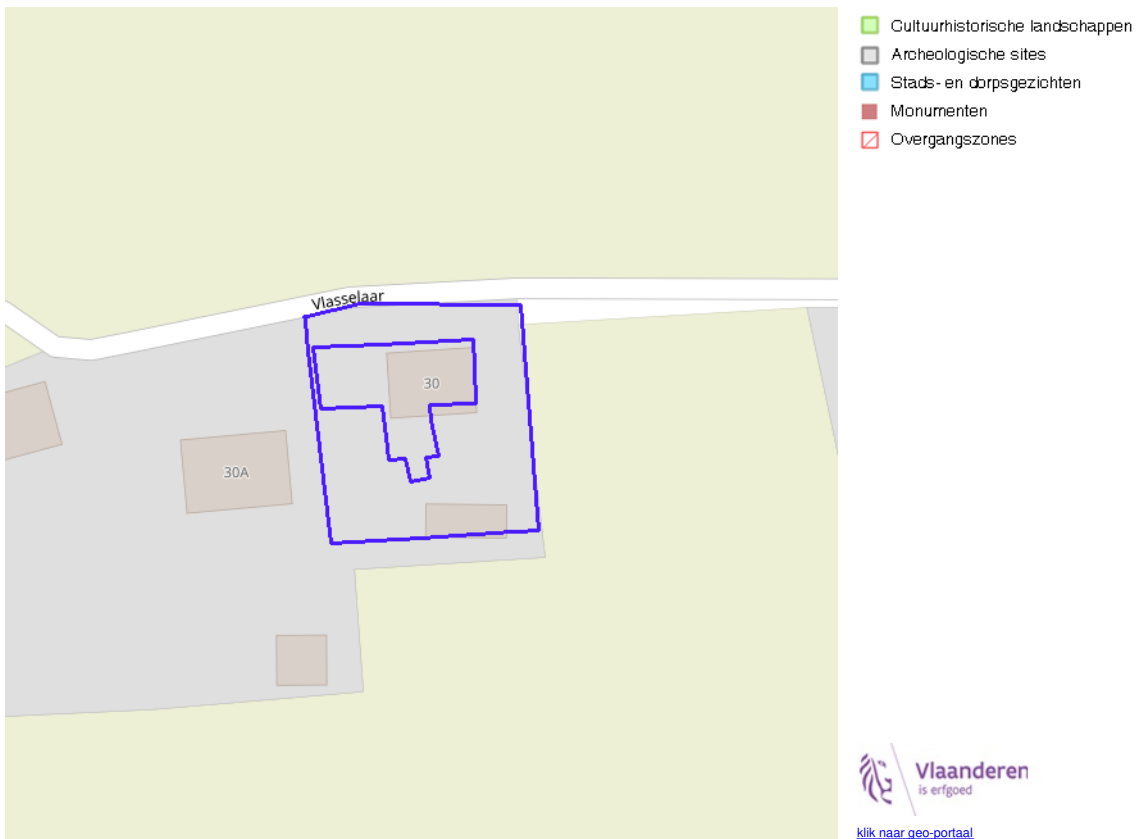 Cultuurhistorische landschappen
Archeologische sites
Stads- en dorpsgezichten
Monumenten
Overgangszones
Vlasselaar
30
30A
Vlaanderen
is erfgoed
klik naar geo-portaal